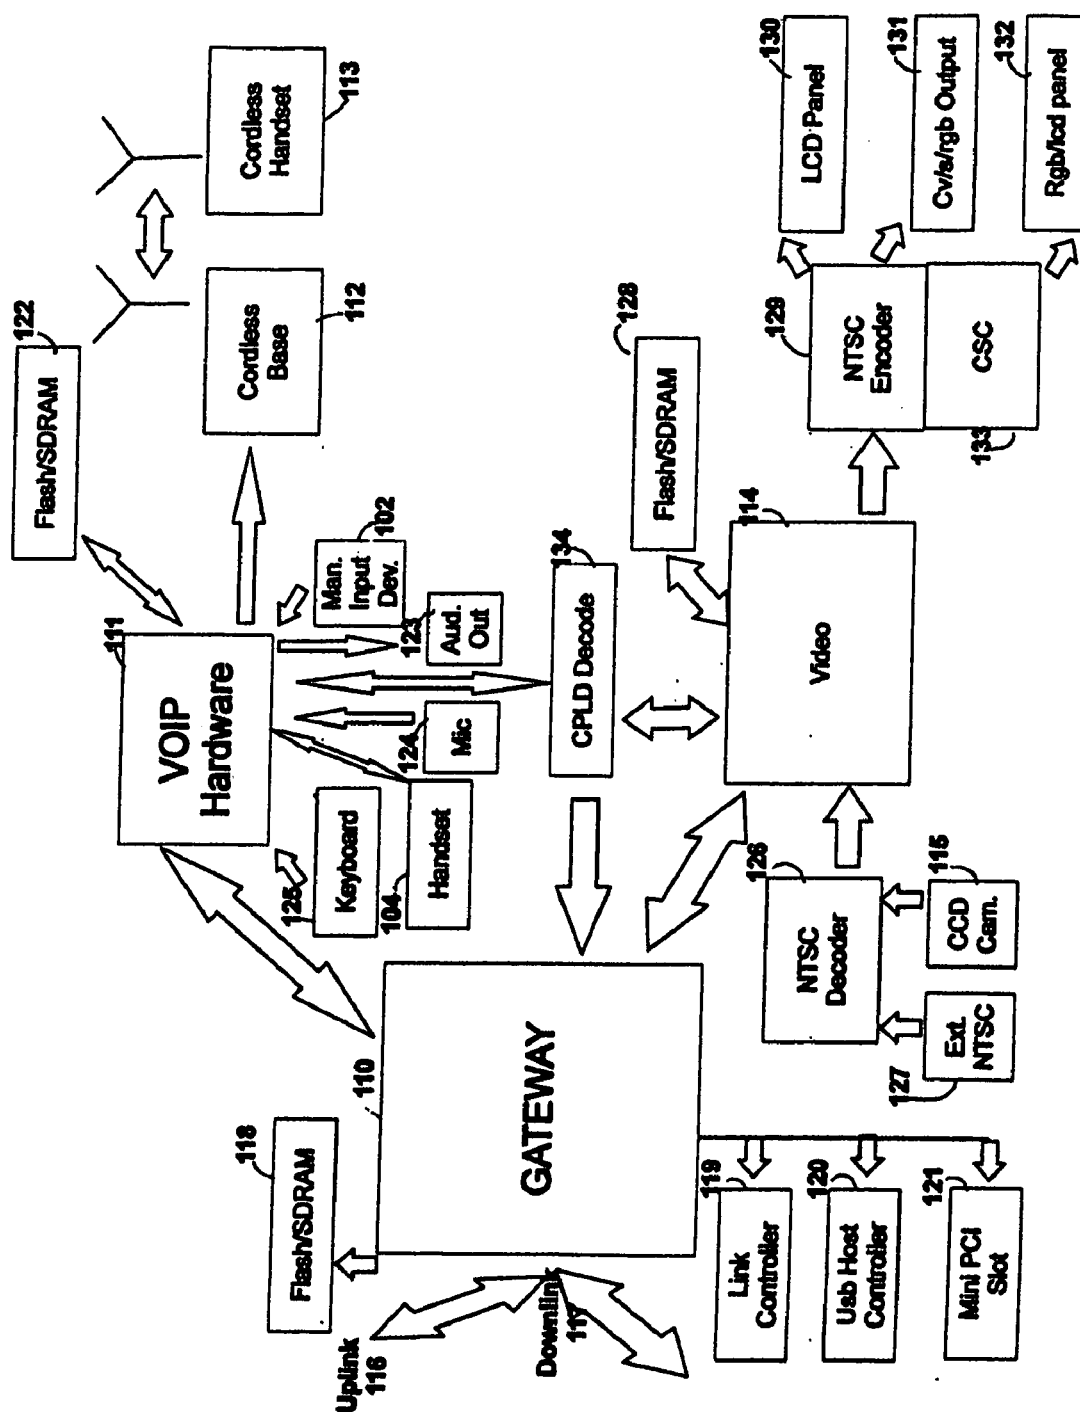 Flash/SDRAM
122
Cordless
Base
112
Cordless
Handset
113
VOIP
Hardware
111
Man.
Input
Dev.
102
Aud.
Out
123
Mic
124
Handset
104
Keyboard
125
CPLD Decode
134
Flash/SDRAM
118
GATEWAY
110
Uplink
116
Downlink
117
Link
Controller
119
Usb Host
Controller
120
Mini PCI
Slot
121
Flash/SDRAM
128
Video
114
NTSC
Decoder
126
CCD
Cam.
115
Ext.
NTSC
127
NTSC
Encoder
129
CSC
133
LCD Panel
130
Cv/s/rgb Output
131
Rgb/lcd panel
132